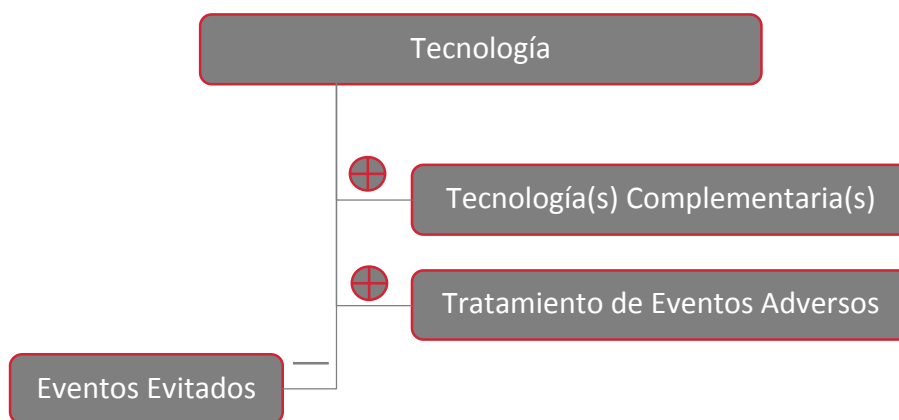 Tecnología
Tecnología(s) Complementaria(s)
Tratamiento de Eventos Adversos
Eventos Evitados